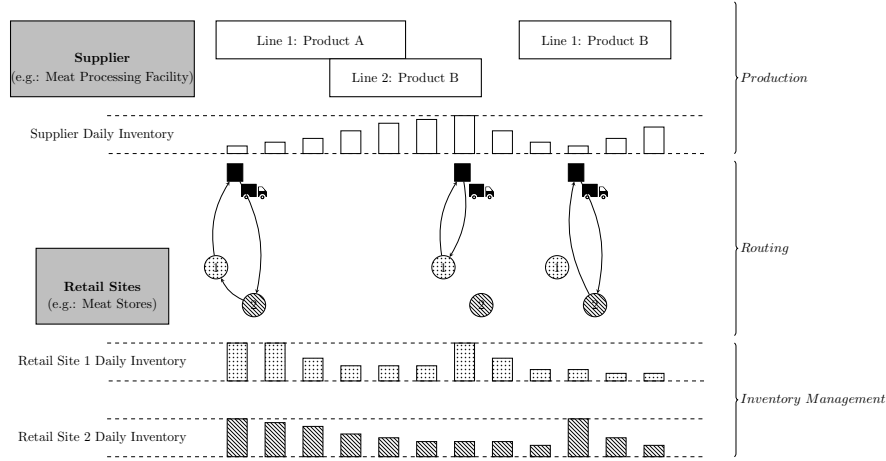 Supplier
(e.g.: Meat Processing Facility)
Line 1: Product A
Line 1: Product B
Line 2: Product B
Production
Supplier Daily Inventory
1
2
1
2
1
2
Routing
Retail Sites
(e.g.: Meat Stores)
Retail Site 1 Daily Inventory
Inventory Management
Retail Site 2 Daily Inventory